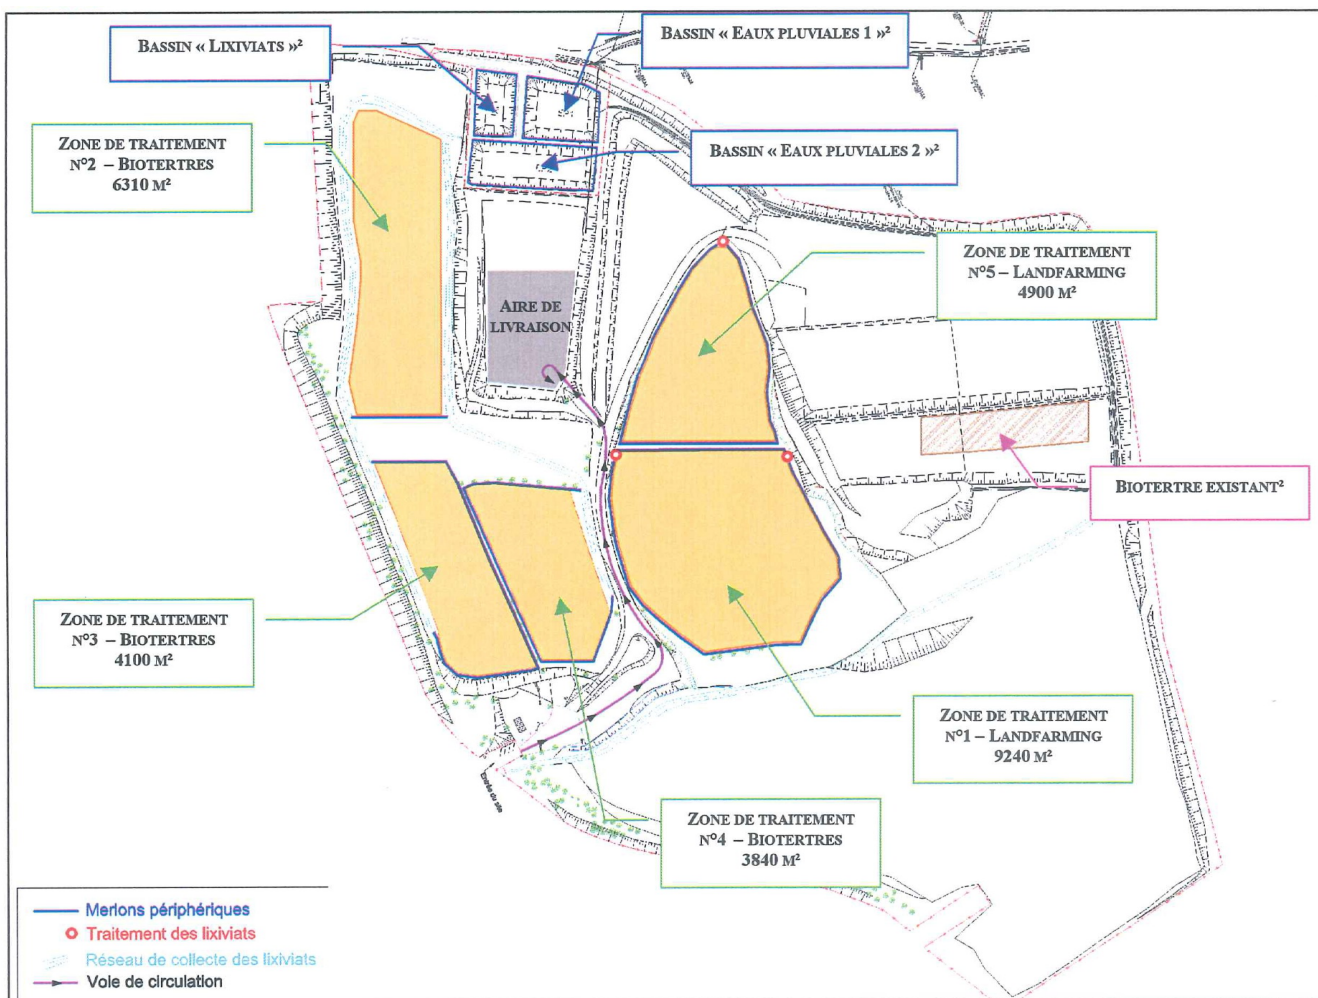 BASSIN « LIXIVIATS »²
BASSIN « EAUX PLUVIALES 1 »²
ZONE DE TRAITEMENT
N°2 – BIOTERTRES
6310 M²
BASSIN « EAUX PLUVIALES 2 »²
ZONE DE TRAITEMENT
N°5 – LANDFARMING
4900 M²
AIRE DE
LIVRAISON
BIOTERTRE EXISTANT²
ZONE DE TRAITEMENT
N°3 – BIOTERTRES
4100 M²
ZONE DE TRAITEMENT
N°1 – LANDFARMING
9240 M²
Entrée du site
ZONE DE TRAITEMENT
N°4 – BIOTERTRES
3840 M²
Merlons périphériques
Traitement des lixiviats
Réseau de collecte des lixiviats
Voie de circulation